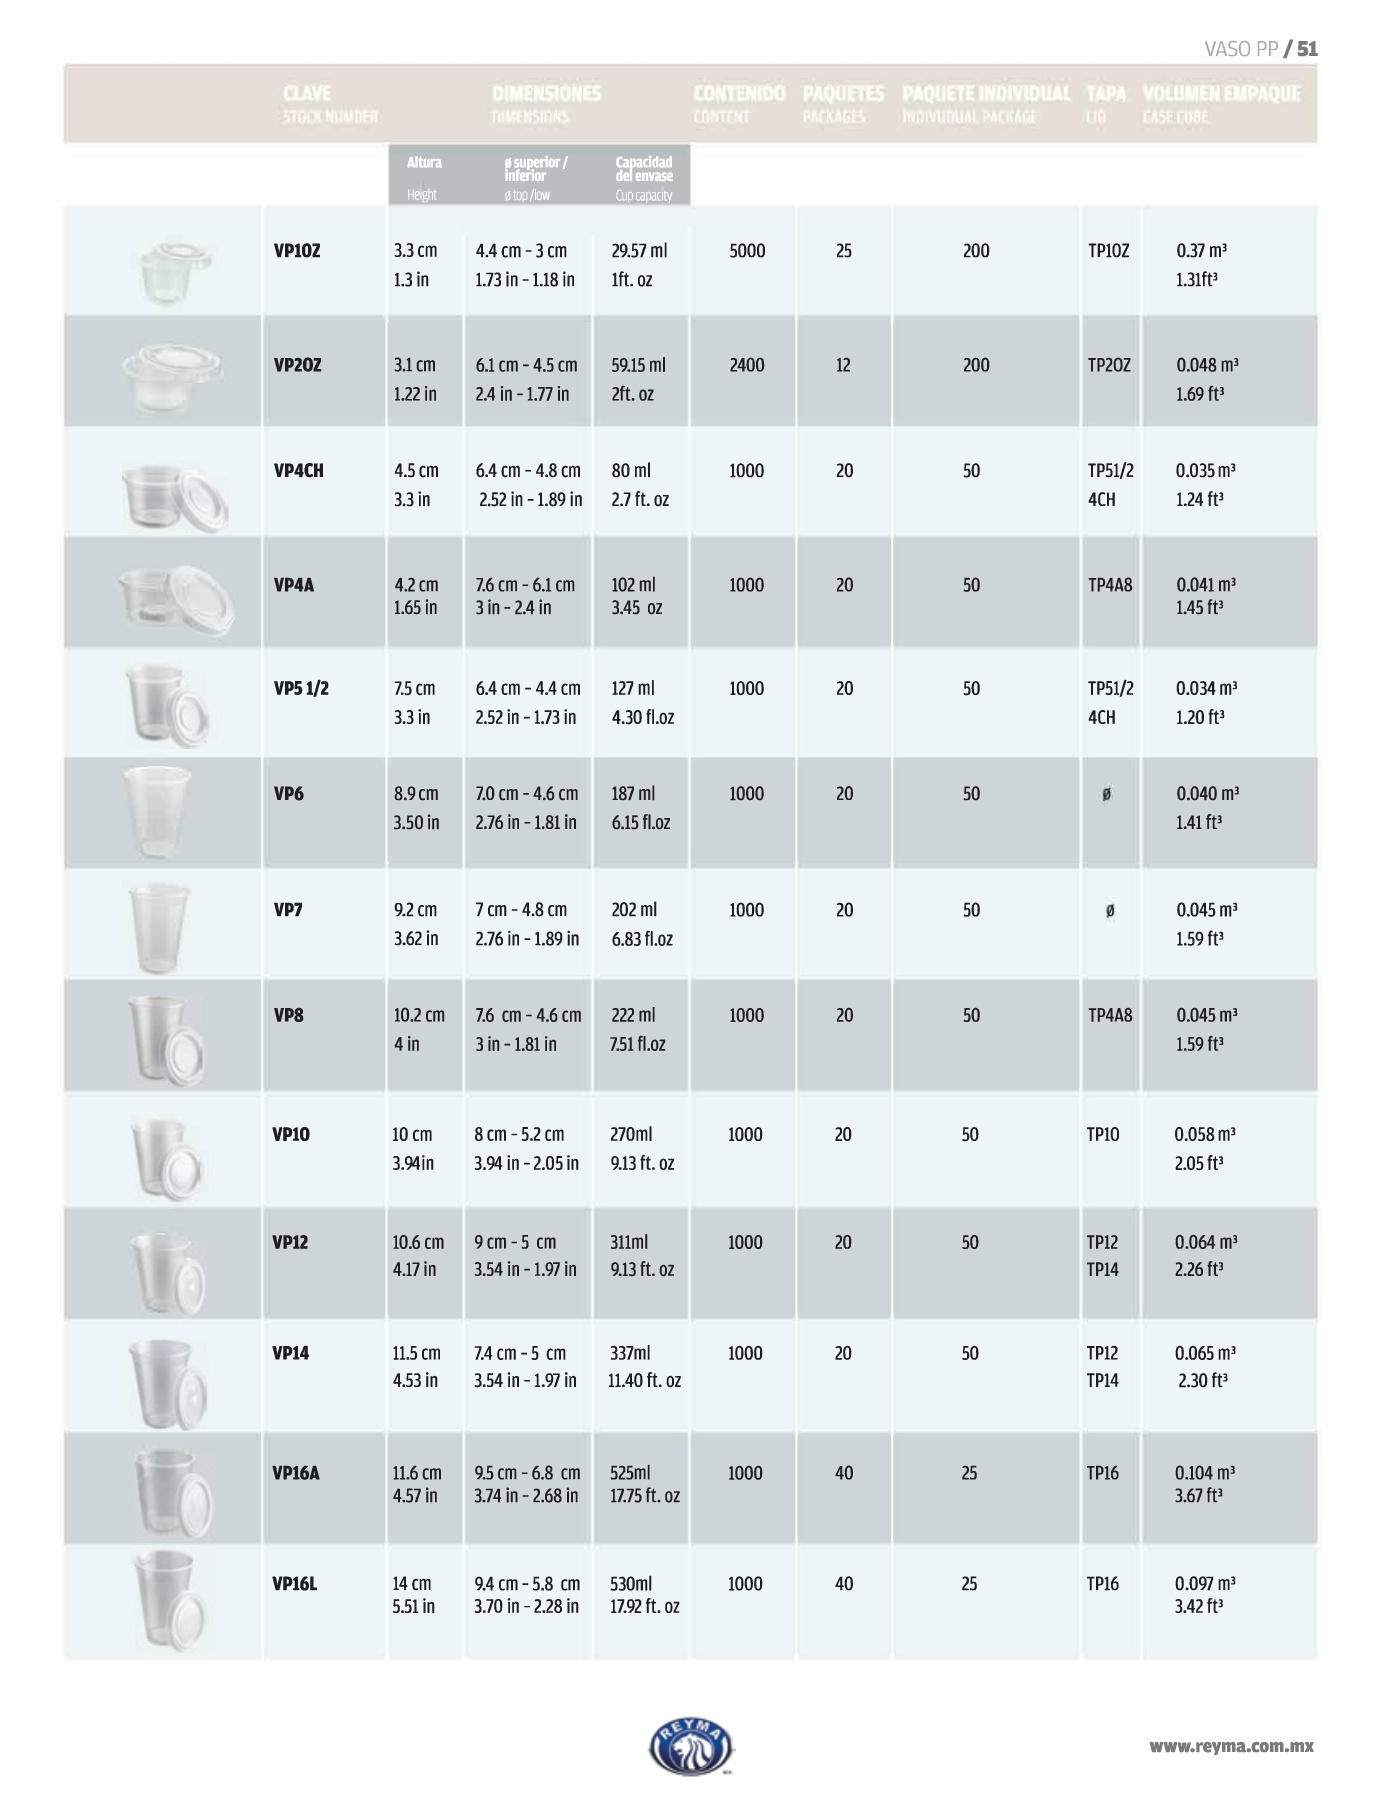 VASO PP / 51
CLAVE DIMENSIONES CONTENIDO PAQUETES PAQUETE INDIVIDUAL TAPA VOLUMEN EMPAQUE
STOCK NUMBER DIMENSIONS CONTENT PACKAGES INDIVUDUAL PACKAGE LID CASE CUBE
Altura ø superior / Capacidad
inferior del envase
Height ø top /low Cup capacity
VP1OZ 3.3 cm 4.4 cm - 3 cm 29.57 ml 5000 25 200 TP1OZ 0.37 m³
1.3 in 1.73 in - 1.18 in 1ft. oz 1.31ft³
VP2OZ 3.1 cm 6.1 cm - 4.5 cm 59.15 ml 2400 12 200 TP2OZ 0.048 m³
1.22 in 2.4 in - 1.77 in 2ft. oz 1.69 ft³
VP4CH 4.5 cm 6.4 cm - 4.8 cm 80 ml 1000 20 50 TP51/2 0.035 m³
3.3 in 2.52 in - 1.89 in 2.7 ft. oz 4CH 1.24 ft³
VP4A 4.2 cm 7.6 cm - 6.1 cm 102 ml 1000 20 50 TP4A8 0.041 m³
1.65 in 3 in - 2.4 in 3.45 oz 1.45 ft³
VP5 1/2 7.5 cm 6.4 cm - 4.4 cm 127 ml 1000 20 50 TP51/2 0.034 m³
3.3 in 2.52 in - 1.73 in 4.30 fl.oz 4CH 1.20 ft³
VP6 8.9 cm 7.0 cm - 4.6 cm 187 ml 1000 20 50 ø 0.040 m³
3.50 in 2.76 in - 1.81 in 6.15 fl.oz 1.41 ft³
VP7 9.2 cm 7 cm - 4.8 cm 202 ml 1000 20 50 ø 0.045 m³
3.62 in 2.76 in - 1.89 in 6.83 fl.oz 1.59 ft³
VP8 10.2 cm 7.6 cm - 4.6 cm 222 ml 1000 20 50 TP4A8 0.045 m³
4 in 3 in - 1.81 in 7.51 fl.oz 1.59 ft³
VP10 10 cm 8 cm - 5.2 cm 270ml 1000 20 50 TP10 0.058 m³
3.94in 3.94 in - 2.05 in 9.13 ft. oz 2.05 ft³
VP12 10.6 cm 9 cm - 5 cm 311ml 1000 20 50 TP12 0.064 m³
4.17 in 3.54 in - 1.97 in 9.13 ft. oz TP14 2.26 ft³
VP14 11.5 cm 7.4 cm - 5 cm 337ml 1000 20 50 TP12 0.065 m³
4.53 in 3.54 in - 1.97 in 11.40 ft. oz TP14 2.30 ft³
VP16A 11.6 cm 9.5 cm - 6.8 cm 525ml 1000 40 25 TP16 0.104 m³
4.57 in 3.74 in - 2.68 in 17.75 ft. oz 3.67 ft³
VP16L 14 cm 9.4 cm - 5.8 cm 530ml 1000 40 25 TP16 0.097 m³
5.51 in 3.70 in - 2.28 in 17.92 ft. oz 3.42 ft³
REYMA
www.reyma.com.mx